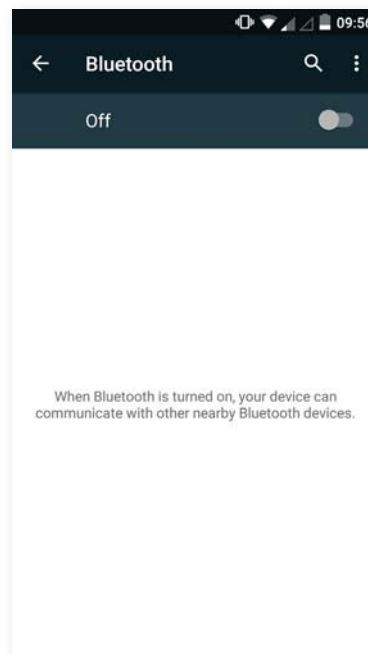 09:56
Bluetooth
Off
When Bluetooth is turned on, your device can
communicate with other nearby Bluetooth devices.